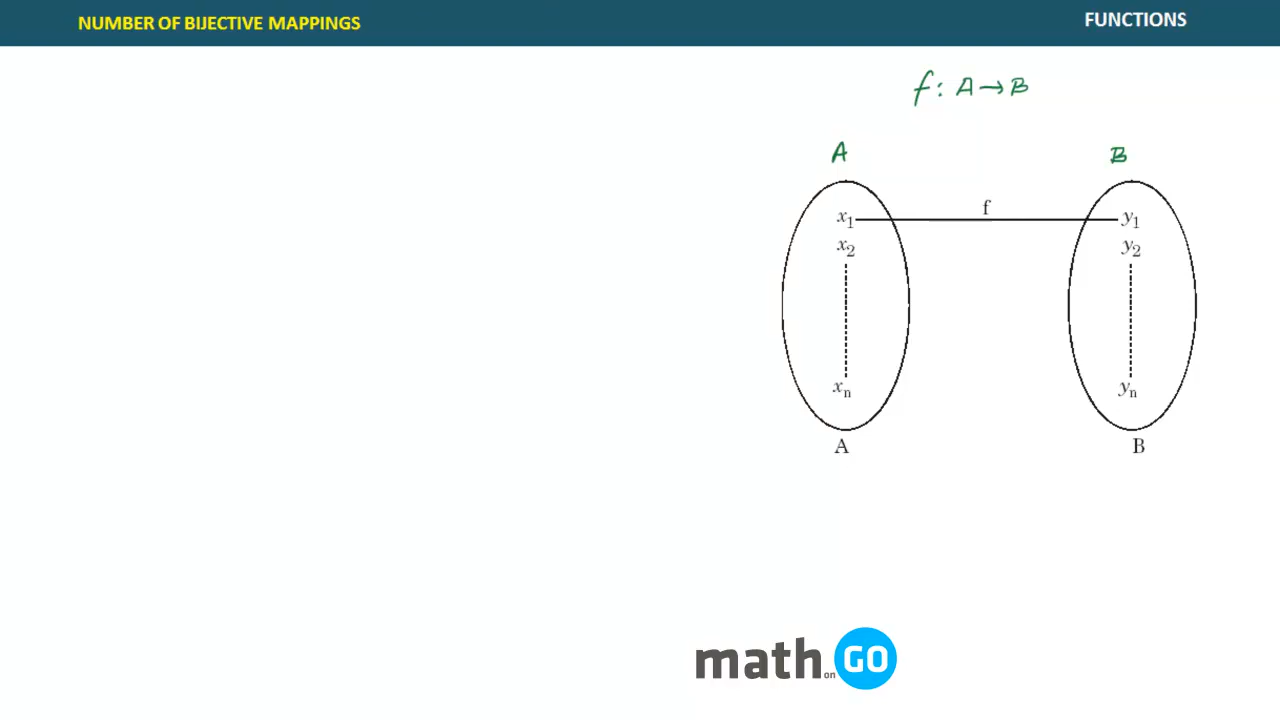 NUMBER OF BIJECTIVE MAPPINGS
FUNCTIONS
f: A→B
A
B
f
x₁
y₁
x₂
y₂
xₙ
yₙ
A
B
math on GO